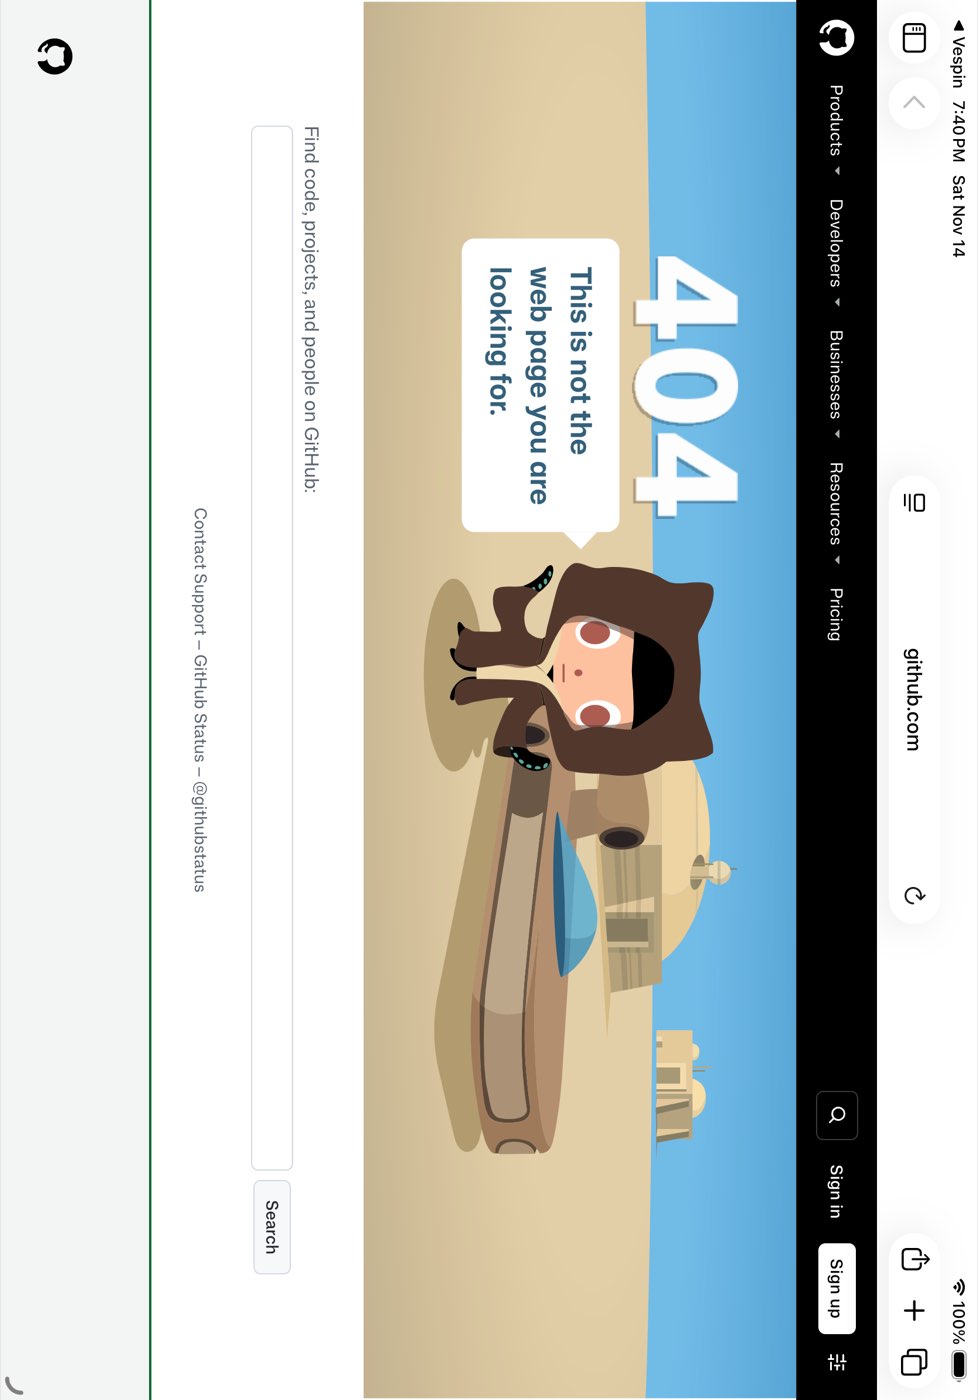 Vespin 7:40 PM Sat Nov 14
100%
github.com
Products Developers Businesses Resources Pricing
Sign in Sign up
404
This is not the
web page you are
looking for.
Find code, projects, and people on GitHub:
Search
Contact Support — GitHub Status — @githubstatus